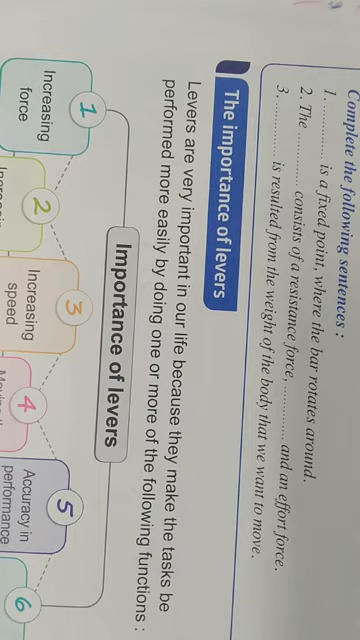 Complete the following sentences :
1. ............ is a fixed point, where the bar rotates around.
2. The ............ consists of a resistance force, ............ and an effort force.
3. ............ is resulted from the weight of the body that we want to move.
The importance of levers
Levers are very important in our life because they make the tasks be
performed more easily by doing one or more of the following functions :
Importance of levers
1
2
3
4
5
6
Increasing
force
Increasing
speed
Accuracy in
performance